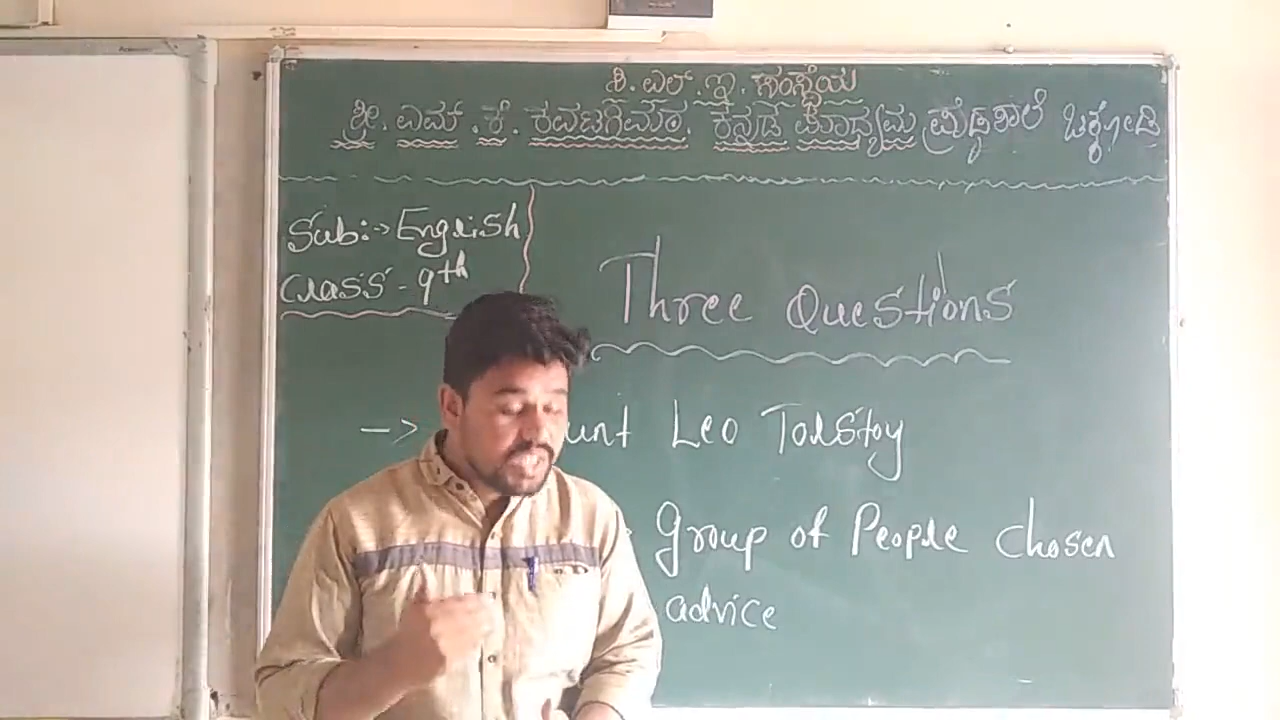 ಶಿ. ಎಲ್. ಇ. ಸಂಸ್ಥೆಯ
ಶ್ರೀ. ಎಮ್. ಕೆ. ಕವಟಗಿಮಠ. ಕನ್ನಡ ಮಾಧ್ಯಮ ಪ್ರೌಢಶಾಲೆ
Sub:-> English
Class - 9th
Three Questions
-> unt Leo Tolstoy
group of People chosen
advice